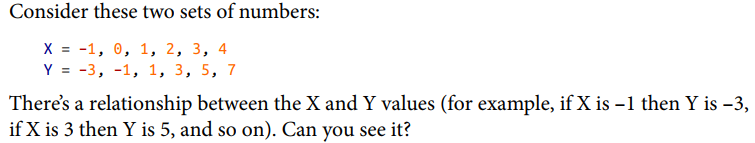 Consider these two sets of numbers:
X = -1, 0, 1, 2, 3, 4
Y = -3, -1, 1, 3, 5, 7
There's a relationship between the X and Y values (for example, if X is –1 then Y is –3,
if X is 3 then Y is 5, and so on). Can you see it?